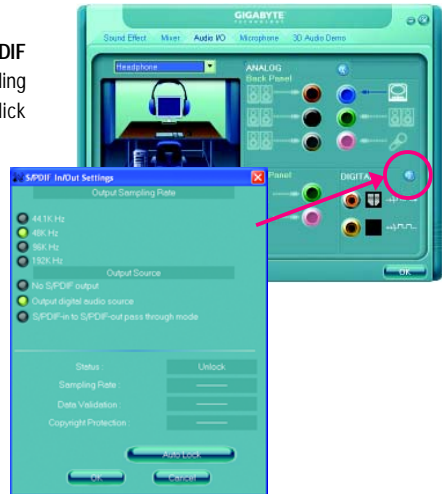 DIF
ding
lick
GIGABYTE
Sound Effect Mixer Audio I/O Microphone 3D Audio Demo
Headphone
ANALOG
Back Panel
Panel
DIGITAL
OK
S/PDIF In/Out Settings
Output Sampling Rate
44.1K Hz
48K Hz
96K Hz
192K Hz
Output Source
No S/PDIF output
Output digital audio source
S/PDIF-in to S/PDIF-out pass through mode
Status : Unlock
Sampling Rate :
Data Validation :
Copyright Protection :
Auto Lock
OK Cancel